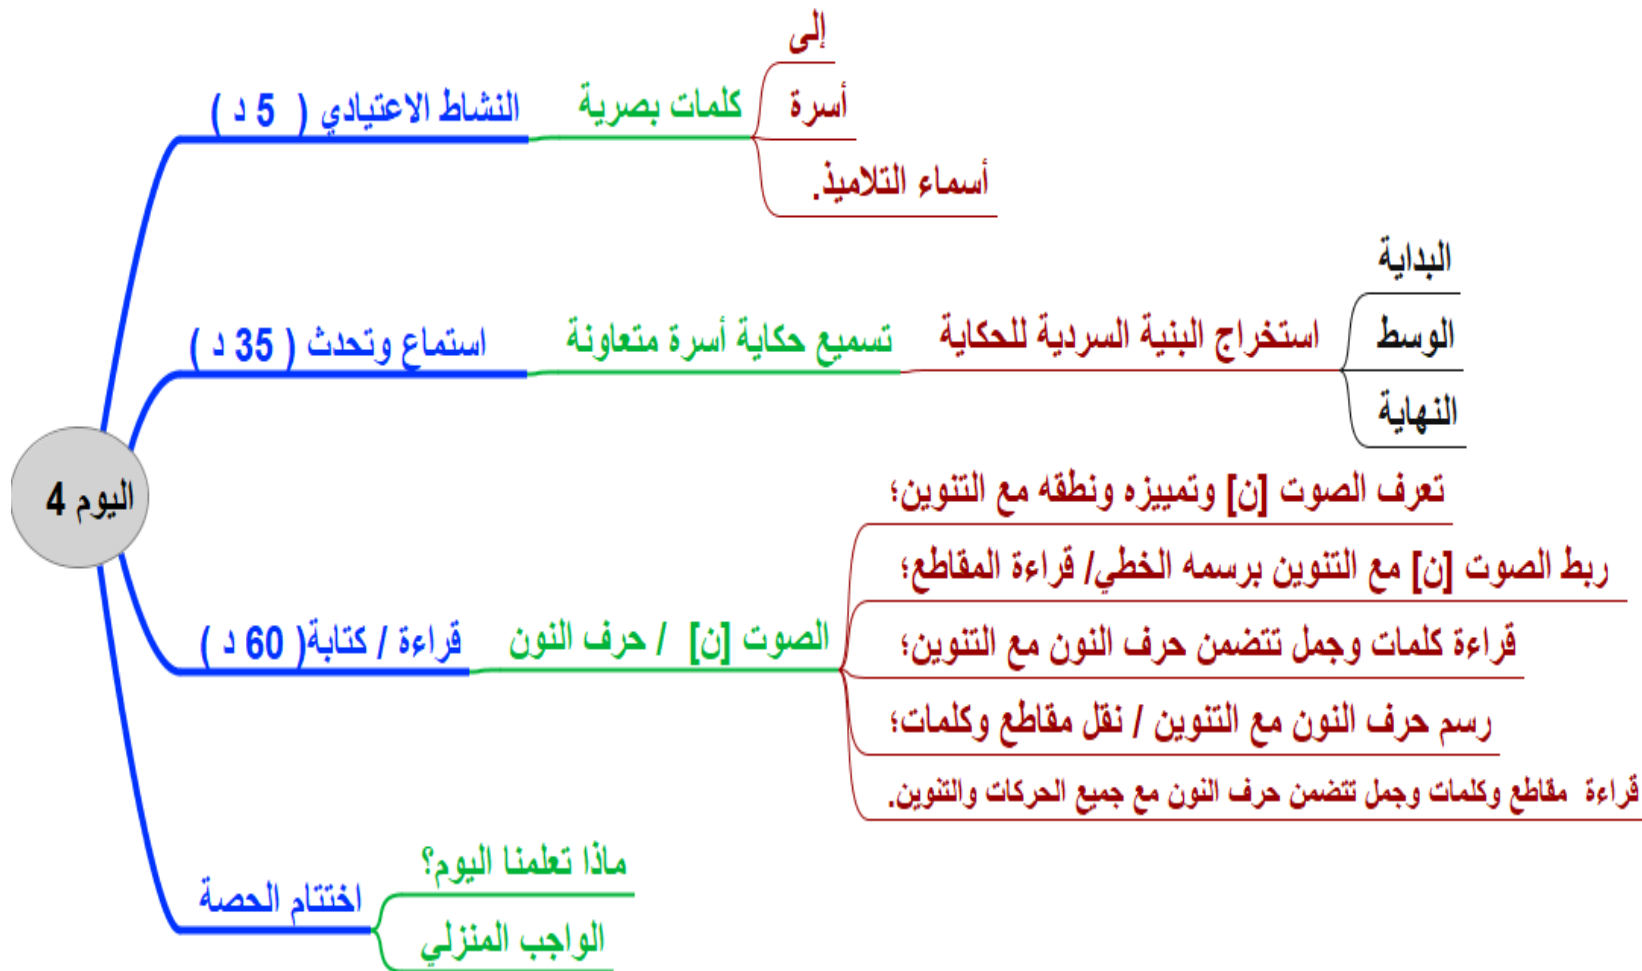 اليوم 4
النشاط الاعتيادي ( 5 د )
كلمات بصرية
إلى
أسرة
أسماء التلاميذ.
استماع وتحدث ( 35 د )
تسميع حكاية أسرة متعاونة
استخراج البنية السردية للحكاية
البداية
الوسط
النهاية
قراءة / كتابة( 60 د )
الصوت [ن] / حرف النون
تعرف الصوت [ن] وتمييزه ونطقه مع التنوين؛
ربط الصوت [ن] مع التنوين برسمه الخطي/ قراءة المقاطع؛
قراءة كلمات وجمل تتضمن حرف النون مع التنوين؛
رسم حرف النون مع التنوين / نقل مقاطع وكلمات؛
قراءة مقاطع وكلمات وجمل تتضمن حرف النون مع جميع الحركات والتنوين.
اختتام الحصة
ماذا تعلمنا اليوم؟
الواجب المنزلي